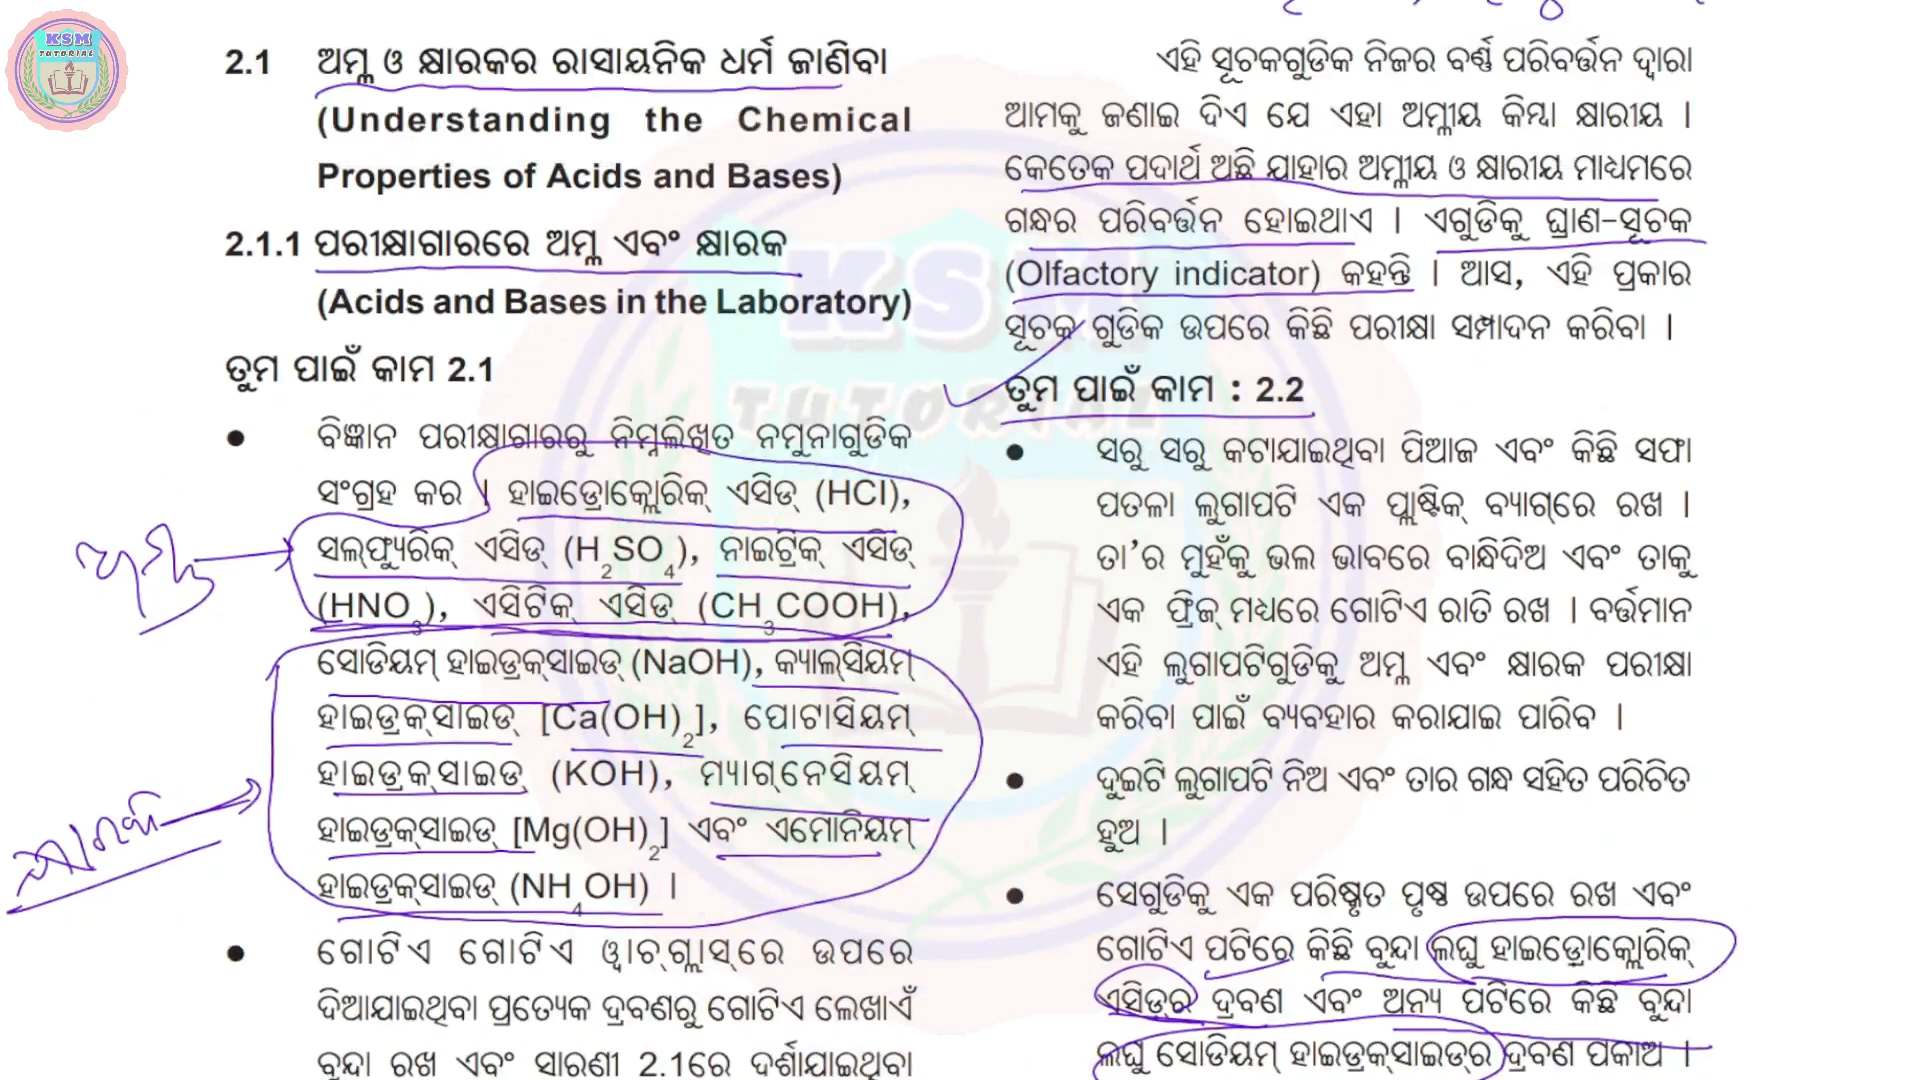 KSM
TUTORIAL
2.1 ଅମ୍ଳ ଓ କ୍ଷାରକର ରାସାୟନିକ ଧର୍ମ ଜାଣିବା
(Understanding the Chemical
Properties of Acids and Bases)
2.1.1 ପରୀକ୍ଷାଗାରରେ ଅମ୍ଳ ଏବଂ କ୍ଷାରକ
(Acids and Bases in the Laboratory)
ତୁମ ପାଇଁ କାମ 2.1
● ବିଜ୍ଞାନ ପରୀକ୍ଷାଗାରରୁ ନିମ୍ନଲିଖିତ ନମୁନାଗୁଡିକ
ସଂଗ୍ରହ କର । ହାଇଡ୍ରୋକ୍ଲୋରିକ୍ ଏସିଡ୍ (HCl),
ସଲ୍‌ଫ୍ୟୁରିକ୍ ଏସିଡ୍ (H₂SO₄), ନାଇଟ୍ରିକ୍ ଏସିଡ୍
(HNO₃), ଏସିଟିକ୍ ଏସିଡ୍ (CH₃COOH),
ସୋଡିୟମ୍ ହାଇଡ୍ରକ୍‌ସାଇଡ୍ (NaOH), କ୍ୟାଲ୍‌ସିୟମ୍
ହାଇଡ୍ରକ୍‌ସାଇଡ୍ [Ca(OH)₂], ପୋଟାସିୟମ୍
ହାଇଡ୍ରକ୍‌ସାଇଡ୍ (KOH), ମ୍ୟାଗ୍‌ନେସିୟମ୍
ହାଇଡ୍ରକ୍‌ସାଇଡ୍ [Mg(OH)₂] ଏବଂ ଏମୋନିୟମ୍
ହାଇଡ୍ରକ୍‌ସାଇଡ୍ (NH₄OH) ।
● ଗୋଟିଏ ଗୋଟିଏ ୱାଚ୍‌ଗ୍ଲାସ୍‌ରେ ଉପରେ
ଦିଆଯାଇଥିବା ପ୍ରତ୍ୟେକ ଦ୍ରବଣରୁ ଗୋଟିଏ ଲେଖାଏଁ
ବୁନ୍ଦା ରଖ ଏବଂ ସାରଣୀ 2.1ରେ ଦର୍ଶାଯାଇଥିବା
ଅମ୍ଳ
କ୍ଷାରକ
ଏହି ସୂଚକଗୁଡିକ ନିଜର ବର୍ଣ୍ଣ ପରିବର୍ତ୍ତନ ଦ୍ୱାରା
ଆମକୁ ଜଣାଇ ଦିଏ ଯେ ଏହା ଅମ୍ଳୀୟ କିମ୍ବା କ୍ଷାରୀୟ ।
କେତେକ ପଦାର୍ଥ ଅଛି ଯାହାର ଅମ୍ଳୀୟ ଓ କ୍ଷାରୀୟ ମାଧ୍ୟମରେ
ଗନ୍ଧର ପରିବର୍ତ୍ତନ ହୋଇଥାଏ । ଏଗୁଡିକୁ ଘ୍ରାଣ-ସୂଚକ
(Olfactory indicator) କହନ୍ତି । ଆସ, ଏହି ପ୍ରକାର
ସୂଚକ ଗୁଡିକ ଉପରେ କିଛି ପରୀକ୍ଷା ସମ୍ପାଦନ କରିବା ।
ତୁମ ପାଇଁ କାମ : 2.2
● ସରୁ ସରୁ କଟାଯାଇଥିବା ପିଆଜ ଏବଂ କିଛି ସଫା
ପତଳା ଲୁଗାପଟି ଏକ ପ୍ଲାଷ୍ଟିକ୍ ବ୍ୟାଗ୍‌ରେ ରଖ ।
ତା’ର ମୁହଁକୁ ଭଲ ଭାବରେ ବାନ୍ଧିଦିଅ ଏବଂ ତାକୁ
ଏକ ଫ୍ରିଜ୍ ମଧ୍ୟରେ ଗୋଟିଏ ରାତି ରଖ । ବର୍ତ୍ତମାନ
ଏହି ଲୁଗାପଟିଗୁଡିକୁ ଅମ୍ଳ ଏବଂ କ୍ଷାରକ ପରୀକ୍ଷା
କରିବା ପାଇଁ ବ୍ୟବହାର କରାଯାଇ ପାରିବ ।
● ଦୁଇଟି ଲୁଗାପଟି ନିଅ ଏବଂ ତାର ଗନ୍ଧ ସହିତ ପରିଚିତ
ହୁଅ ।
● ସେଗୁଡିକୁ ଏକ ପରିଷ୍କୃତ ପୃଷ୍ଠ ଉପରେ ରଖ ଏବଂ
ଗୋଟିଏ ପଟିରେ କିଛି ବୁନ୍ଦା ଲଘୁ ହାଇଡ୍ରୋକ୍ଲୋରିକ୍
ଏସିଡ୍‌ର ଦ୍ରବଣ ଏବଂ ଅନ୍ୟ ପଟିରେ କିଛି ବୁନ୍ଦା
ଲଘୁ ସୋଡିୟମ୍ ହାଇଡ୍ରକ୍‌ସାଇଡ୍‌ର ଦ୍ରବଣ ପକାଅ ।